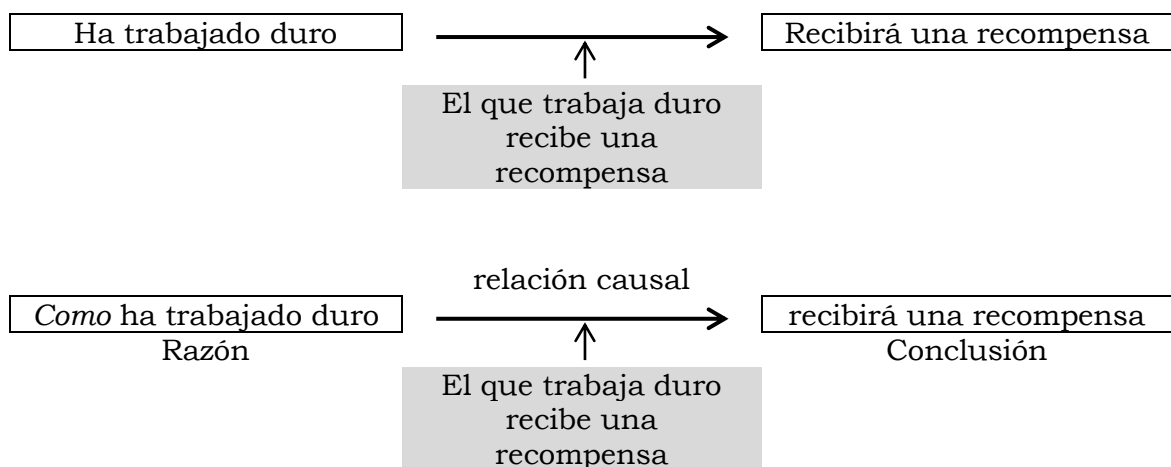 Ha trabajado duro
Recibirá una recompensa
El que trabaja duro
recibe una
recompensa
relación causal
Como ha trabajado duro
recibirá una recompensa
Razón
Conclusión
El que trabaja duro
recibe una
recompensa